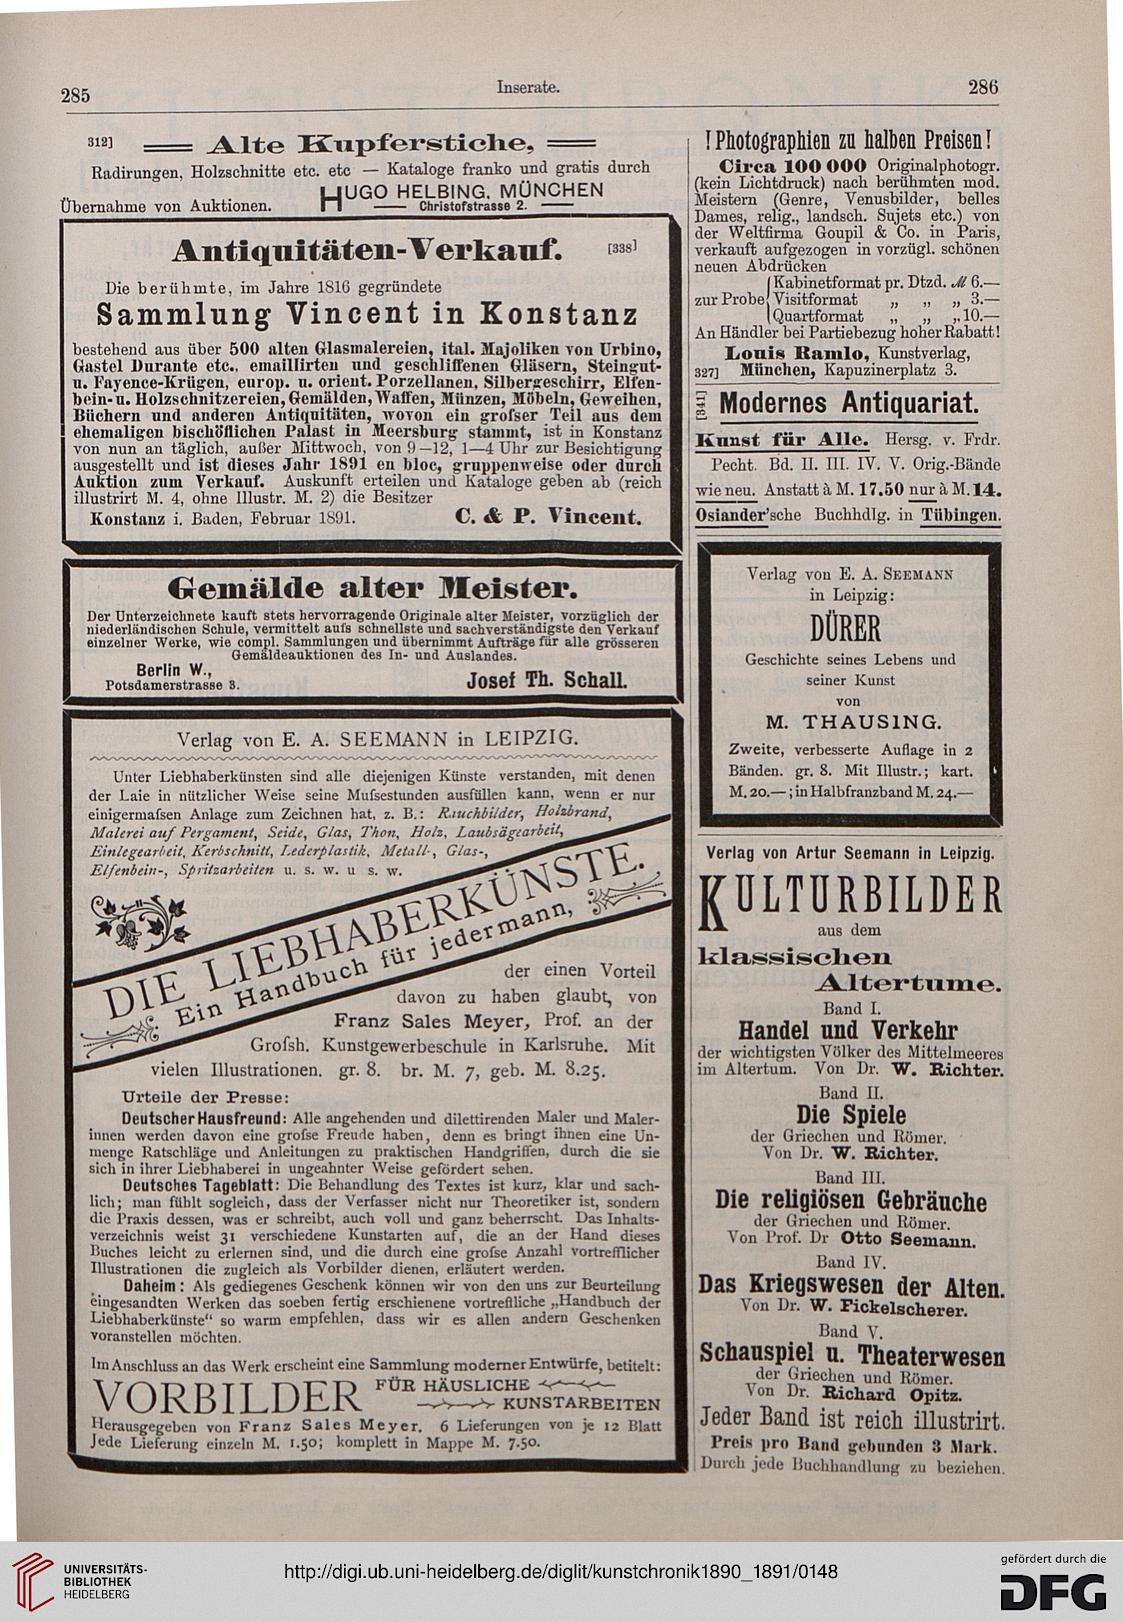 285
Inserate.
286
312] Alte Kupferstiche,
Radirungen, Holzschnitte etc. etc — Kataloge franko und gratis durch
HUGO HELBING, MÜNCHEN
Übernahme von Auktionen. Christofstrasse 2.
Antiquitäten-Verkauf. [338]
Die berühmte, im Jahre 1816 gegründete
Sammlung Vincent in Konstanz
bestehend aus über 500 alten Glasmalereien, ital. Majoliken von Urbino,
Gastel Durante etc., emaillirten und geschliffenen Gläsern, Steingut-
u. Fayence-Krügen, europ. u. orient. Porzellanen, Silbergeschirr, Elfen-
bein- u. Holzschnitzereien, Gemälden, Waffen, Münzen, Möbeln, Geweihen,
Büchern und anderen Antiquitäten, wovon ein grofser Teil aus dem
ehemaligen bischöflichen Palast in Meersburg stammt, ist in Konstanz
von nun an täglich, außer Mittwoch, von 9—12, 1—4 Uhr zur Besichtigung
ausgestellt und ist dieses Jahr 1891 en bloc, gruppenweise oder durch
Auktion zum Verkauf. Auskunft erteilen und Kataloge geben ab (reich
illustrirt M. 4, ohne Illustr. M. 2) die Besitzer
Konstanz i. Baden, Februar 1891. C. & P. Vincent.
Gemälde alter Meister.
Der Unterzeichnete kauft stets hervorragende Originale alter Meister, vorzüglich der
niederländischen Schule, vermittelt aufs schnellste und sachverständigste den Verkauf
einzelner Werke, wie compl. Sammlungen und übernimmt Aufträge für alle grösseren
Gemäldeauktionen des In- und Auslandes.
Berlin W.,
Potsdamerstrasse 3. Josef Th. Schall.
Verlag von E. A. SEEMANN in LEIPZIG.
Unter Liebhaberkünsten sind alle diejenigen Künste verstanden, mit denen
der Laie in nützlicher Weise seine Mufsestunden ausfüllen kann, wenn er nur
einigermafsen Anlage zum Zeichnen hat, z. B.: Rauchbilder, Holzbrand,
Malerei auf Pergament, Seide, Glas, Thon, Holz, Laubsägearbeit,
Einlegearbeit, Kerbschnitt, Lederplastik, Metall-, Glas-,
Elfenbein-, Spritzarbeiten u. s. w. u s. w.
DIE LIEBHABERKÜNSTE.
Ein Handbuch für jedermann,
der einen Vorteil
davon zu haben glaubt, von
Franz Sales Meyer, Prof. an der
Grofsh. Kunstgewerbeschule in Karlsruhe. Mit
vielen Illustrationen. gr. 8. br. M. 7, geb. M. 8.25.
Urteile der Presse:
Deutscher Hausfreund: Alle angehenden und dilettirenden Maler und Maler-
innen werden davon eine grofse Freude haben, denn es bringt ihnen eine Un-
menge Ratschläge und Anleitungen zu praktischen Handgriffen, durch die sie
sich in ihrer Liebhaberei in ungeahnter Weise gefördert sehen.
Deutsches Tageblatt: Die Behandlung des Textes ist kurz, klar und sach-
lich; man fühlt sogleich, dass der Verfasser nicht nur Theoretiker ist, sondern
die Praxis dessen, was er schreibt, auch voll und ganz beherrscht. Das Inhalts-
verzeichnis weist 31 verschiedene Kunstarten auf, die an der Hand dieses
Buches leicht zu erlernen sind, und die durch eine grofse Anzahl vortrefflicher
Illustrationen die zugleich als Vorbilder dienen, erläutert werden.
Daheim: Als gediegenes Geschenk können wir von den uns zur Beurteilung
eingesandten Werken das soeben fertig erschienene vortreffliche „Handbuch der
Liebhaberkünste“ so warm empfehlen, dass wir es allen andern Geschenken
voranstellen möchten.
Im Anschluss an das Werk erscheint eine Sammlung moderner Entwürfe, betitelt:
VORBILDER FÜR HÄUSLICHE
KUNSTARBEITEN
Herausgegeben von Franz Sales Meyer. 6 Lieferungen von je 12 Blatt
Jede Lieferung einzeln M. 1.50; komplett in Mappe M. 7.50.
! Photographien zu halben Preisen!
Circa 100 000 Originalphotogr.
(kein Lichtdruck) nach berühmten mod.
Meistern (Genre, Venusbilder, belles
Dames, relig., landsch. Sujets etc.) von
der Weltfirma Goupil & Co. in Paris,
verkauft aufgezogen in vorzügl. schönen
neuen Abdrücken
Kabinetformat pr. Dtzd. ℳ 6.—
zur Probe Visitformat „ „ „ 3.—
Quartformat „ „ „ 10.—
An Händler bei Partiebezug hoher Rabatt!
Louis Ramlo, Kunstverlag,
327] München, Kapuzinerplatz 3.
[341] Modernes Antiquariat.
Kunst für Alle. Hersg. v. Frdr.
Pecht. Bd. II. III. IV. V. Orig.-Bände
wie neu. Anstatt à M. 17.50 nur à M. 14.
Osiander'sche Buchhdlg. in Tübingen.
Verlag von E. A. SEEMANN
in Leipzig:
DÜRER
Geschichte seines Lebens und
seiner Kunst
von
M. THAUSING.
Zweite, verbesserte Auflage in 2
Bänden. gr. 8. Mit Illustr.; kart.
M. 20.—; in Halbfranzband M. 24.—
Verlag von Artur Seemann in Leipzig.
KULTURBILDER
aus dem
klassischen
Altertume.
Band I.
Handel und Verkehr
der wichtigsten Völker des Mittelmeeres
im Altertum. Von Dr. W. Richter.
Band II.
Die Spiele
der Griechen und Römer.
Von Dr. W. Richter.
Band III.
Die religiösen Gebräuche
der Griechen und Römer.
Von Prof. Dr Otto Seemann.
Band IV.
Das Kriegswesen der Alten.
Von Dr. W. Fickelscherer.
Band V.
Schauspiel u. Theaterwesen
der Griechen und Römer.
Von Dr. Richard Opitz.
Jeder Band ist reich illustrirt.
Preis pro Band gebunden 3 Mark.
Durch jede Buchhandlung zu beziehen.
UNIVERSITÄTS-
BIBLIOTHEK
HEIDELBERG
http://digi.ub.uni-heidelberg.de/diglit/kunstchronik1890_1891/0148
gefördert durch die
DFG